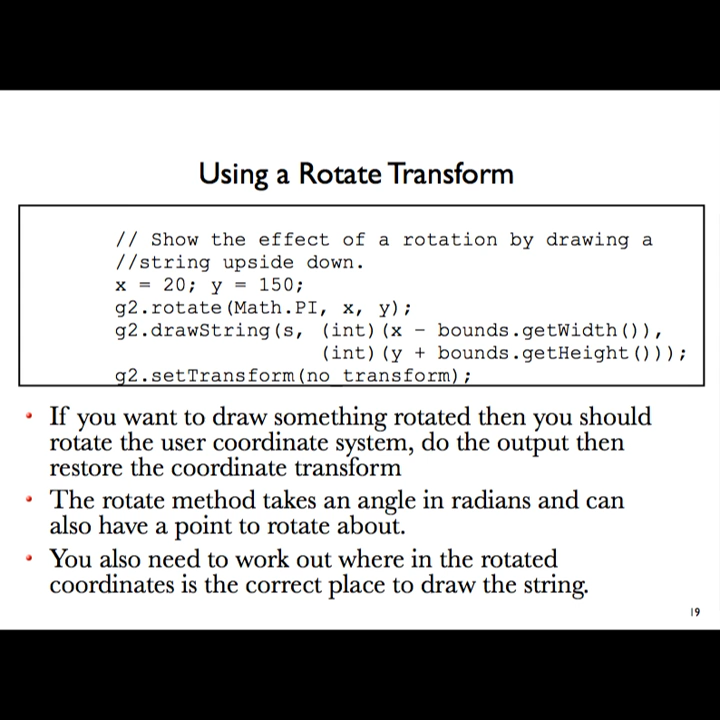 Using a Rotate Transform
// Show the effect of a rotation by drawing a
//string upside down.
x = 20; y = 150;
g2.rotate(Math.PI, x, y);
g2.drawString(s, (int)(x - bounds.getWidth()),
(int)(y + bounds.getHeight()));
g2.setTransform(no_transform);
• If you want to draw something rotated then you should
rotate the user coordinate system, do the output then
restore the coordinate transform
• The rotate method takes an angle in radians and can
also have a point to rotate about.
• You also need to work out where in the rotated
coordinates is the correct place to draw the string.
19